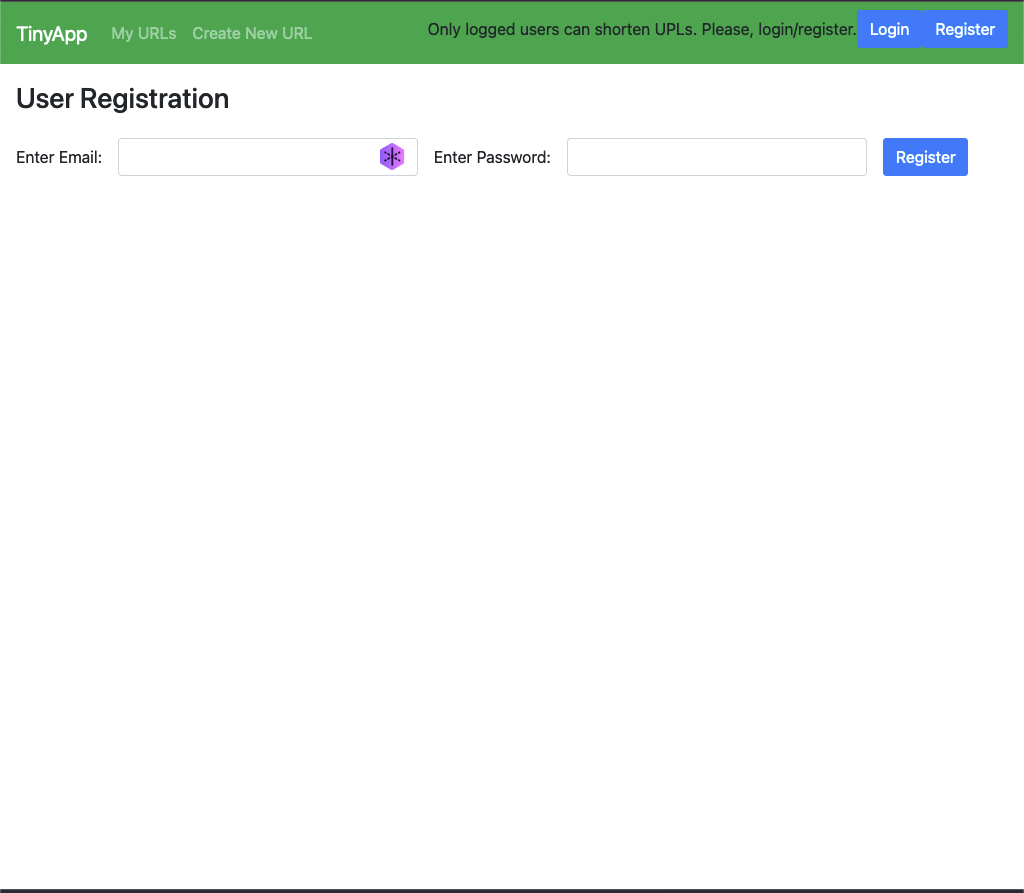 TinyApp My URLs Create New URL Only logged users can shorten UPLs. Please, login/register. Login Register
User Registration
Enter Email: Enter Password: Register